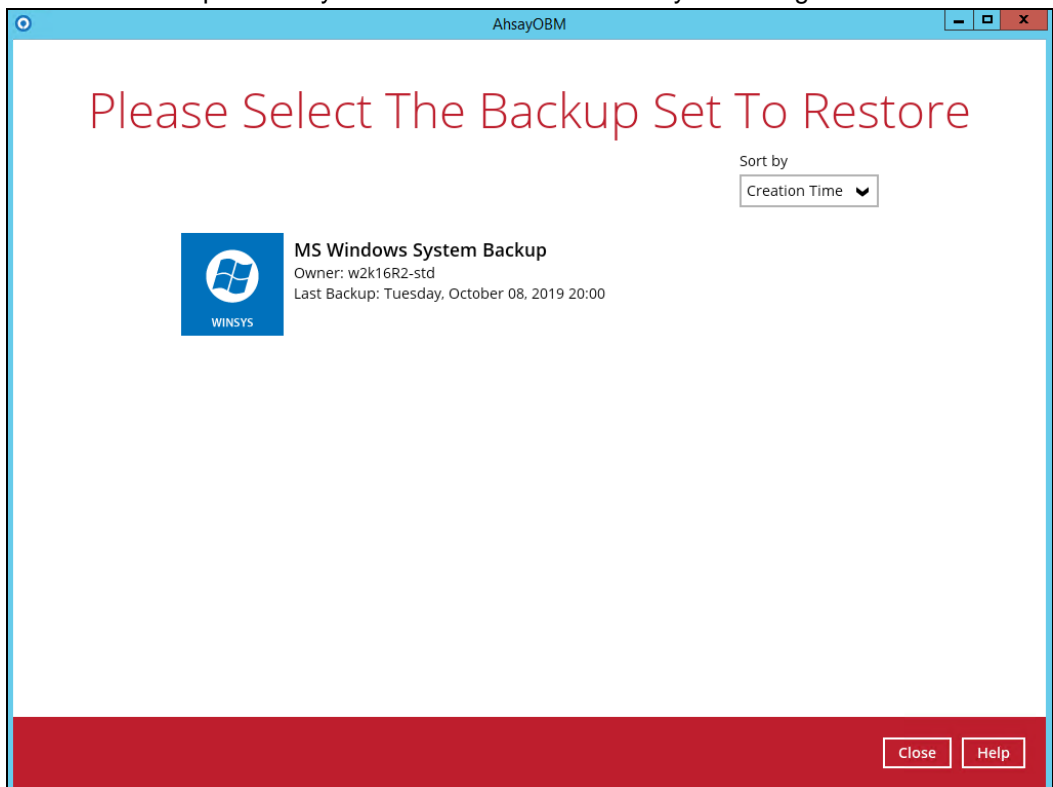 AhsayOBM
Please Select The Backup Set To Restore
Sort by
Creation Time
MS Windows System Backup
Owner: w2k16R2-std
Last Backup: Tuesday, October 08, 2019 20:00
WINSYS
Close Help